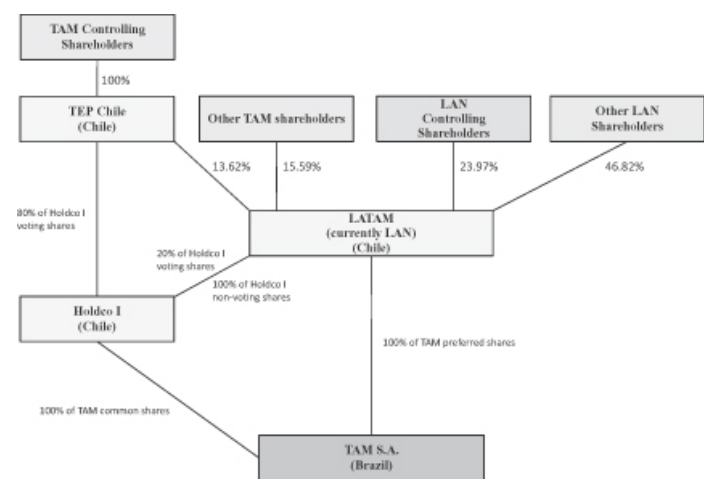 TAM Controlling
Shareholders
100%
TEP Chile
(Chile)
Other TAM shareholders
LAN
Controlling
Shareholders
Other LAN
Shareholders
13.62%
15.59%
23.97%
46.82%
80% of Holdco I
voting shares
LATAM
(currently LAN)
(Chile)
20% of Holdco I
voting shares
100% of Holdco I
non-voting shares
Holdco I
(Chile)
100% of TAM preferred shares
100% of TAM common shares
TAM S.A.
(Brazil)